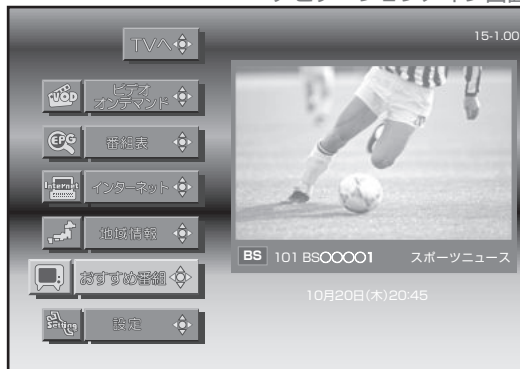 TVへ
15-1.00
VOD
ビデオ
オンデマンド
EPG
番組表
Internet
インターネット
地域情報
BS 101 BS○○○○1 スポーツニュース
おすすめ番組
10月20日(木)20:45
Setting
設定